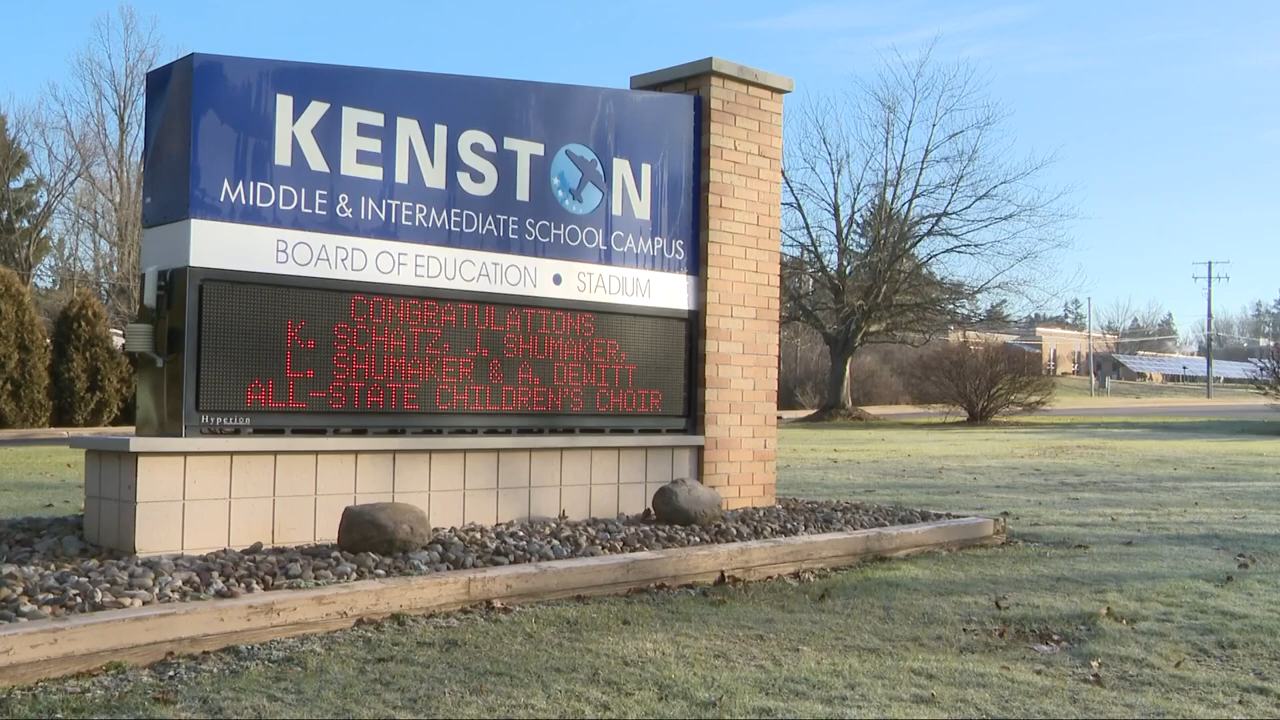 KENSTON
MIDDLE & INTERMEDIATE SCHOOL CAMPUS
BOARD OF EDUCATION • STADIUM
CONGRATULATIONS
K. SCHATZ, J. SHUMAKER,
L. SHUMAKER & A. DEWITT
ALL-STATE CHILDREN'S CHOIR
Hyperion